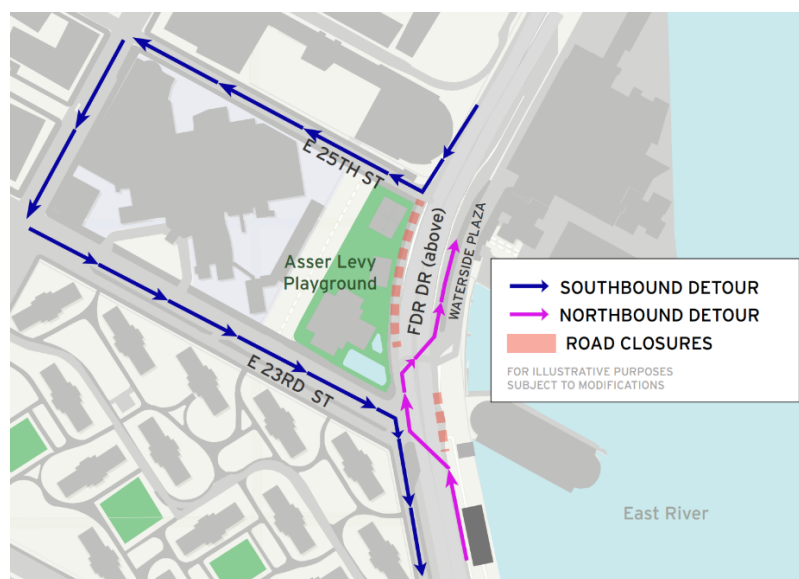 E 25TH ST
Asser Levy
Playground
FDR DR (above)
WATERSIDE PLAZA
E 23RD ST
SOUTHBOUND DETOUR
NORTHBOUND DETOUR
ROAD CLOSURES
FOR ILLUSTRATIVE PURPOSES
SUBJECT TO MODIFICATIONS
East River